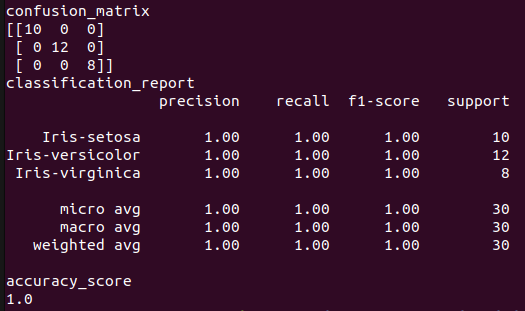 confusion_matrix
[[10  0  0]
 [ 0 12  0]
 [ 0  0  8]]
classification_report
                 precision    recall  f1-score   support

    Iris-setosa       1.00      1.00      1.00        10
Iris-versicolor       1.00      1.00      1.00        12
 Iris-virginica       1.00      1.00      1.00         8

      micro avg       1.00      1.00      1.00        30
      macro avg       1.00      1.00      1.00        30
   weighted avg       1.00      1.00      1.00        30

accuracy_score
1.0